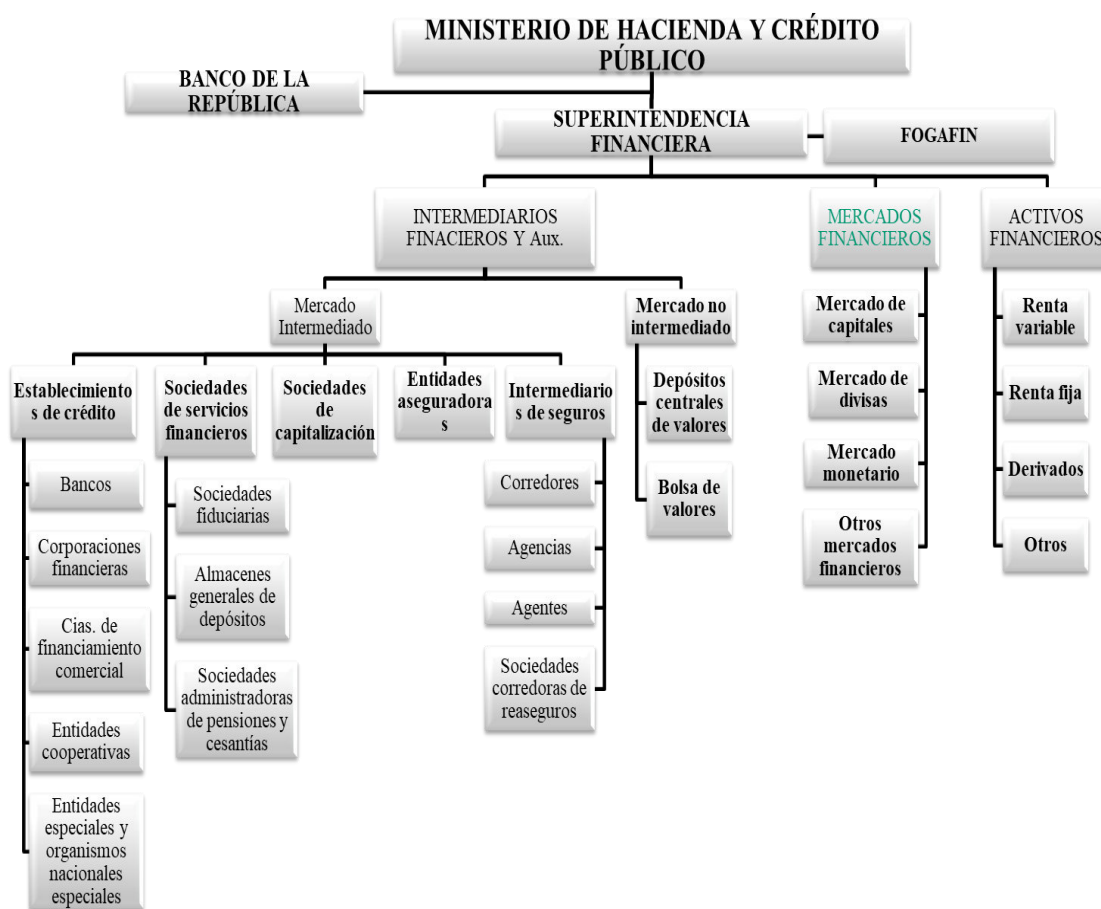 MINISTERIO DE HACIENDA Y CRÉDITO
PÚBLICO
BANCO DE LA
REPÚBLICA
SUPERINTENDENCIA
FINANCIERA
FOGAFIN
INTERMEDIARIOS
FINACIEROS Y Aux.
MERCADOS
FINANCIEROS
ACTIVOS
FINANCIEROS
Mercado
Intermediado
Mercado no
intermediado
Establecimiento
s de crédito
Bancos
Corporaciones
financieras
Cias. de
financiamiento
comercial
Entidades
cooperativas
Entidades
especiales y
organismos
nacionales
especiales
Sociedades
de servicios
financieros
Sociedades
fiduciarias
Almacenes
generales de
depósitos
Sociedades
administradoras
de pensiones y
cesantías
Sociedades
de
capitalización
Entidades
aseguradora
s
Intermediario
s de seguros
Corredores
Agencias
Agentes
Sociedades
corredoras de
reaseguros
Depósitos
centrales
de valores
Bolsa de
valores
Mercado de
capitales
Mercado de
divisas
Mercado
monetario
Otros
mercados
financieros
Renta
variable
Renta fija
Derivados
Otros